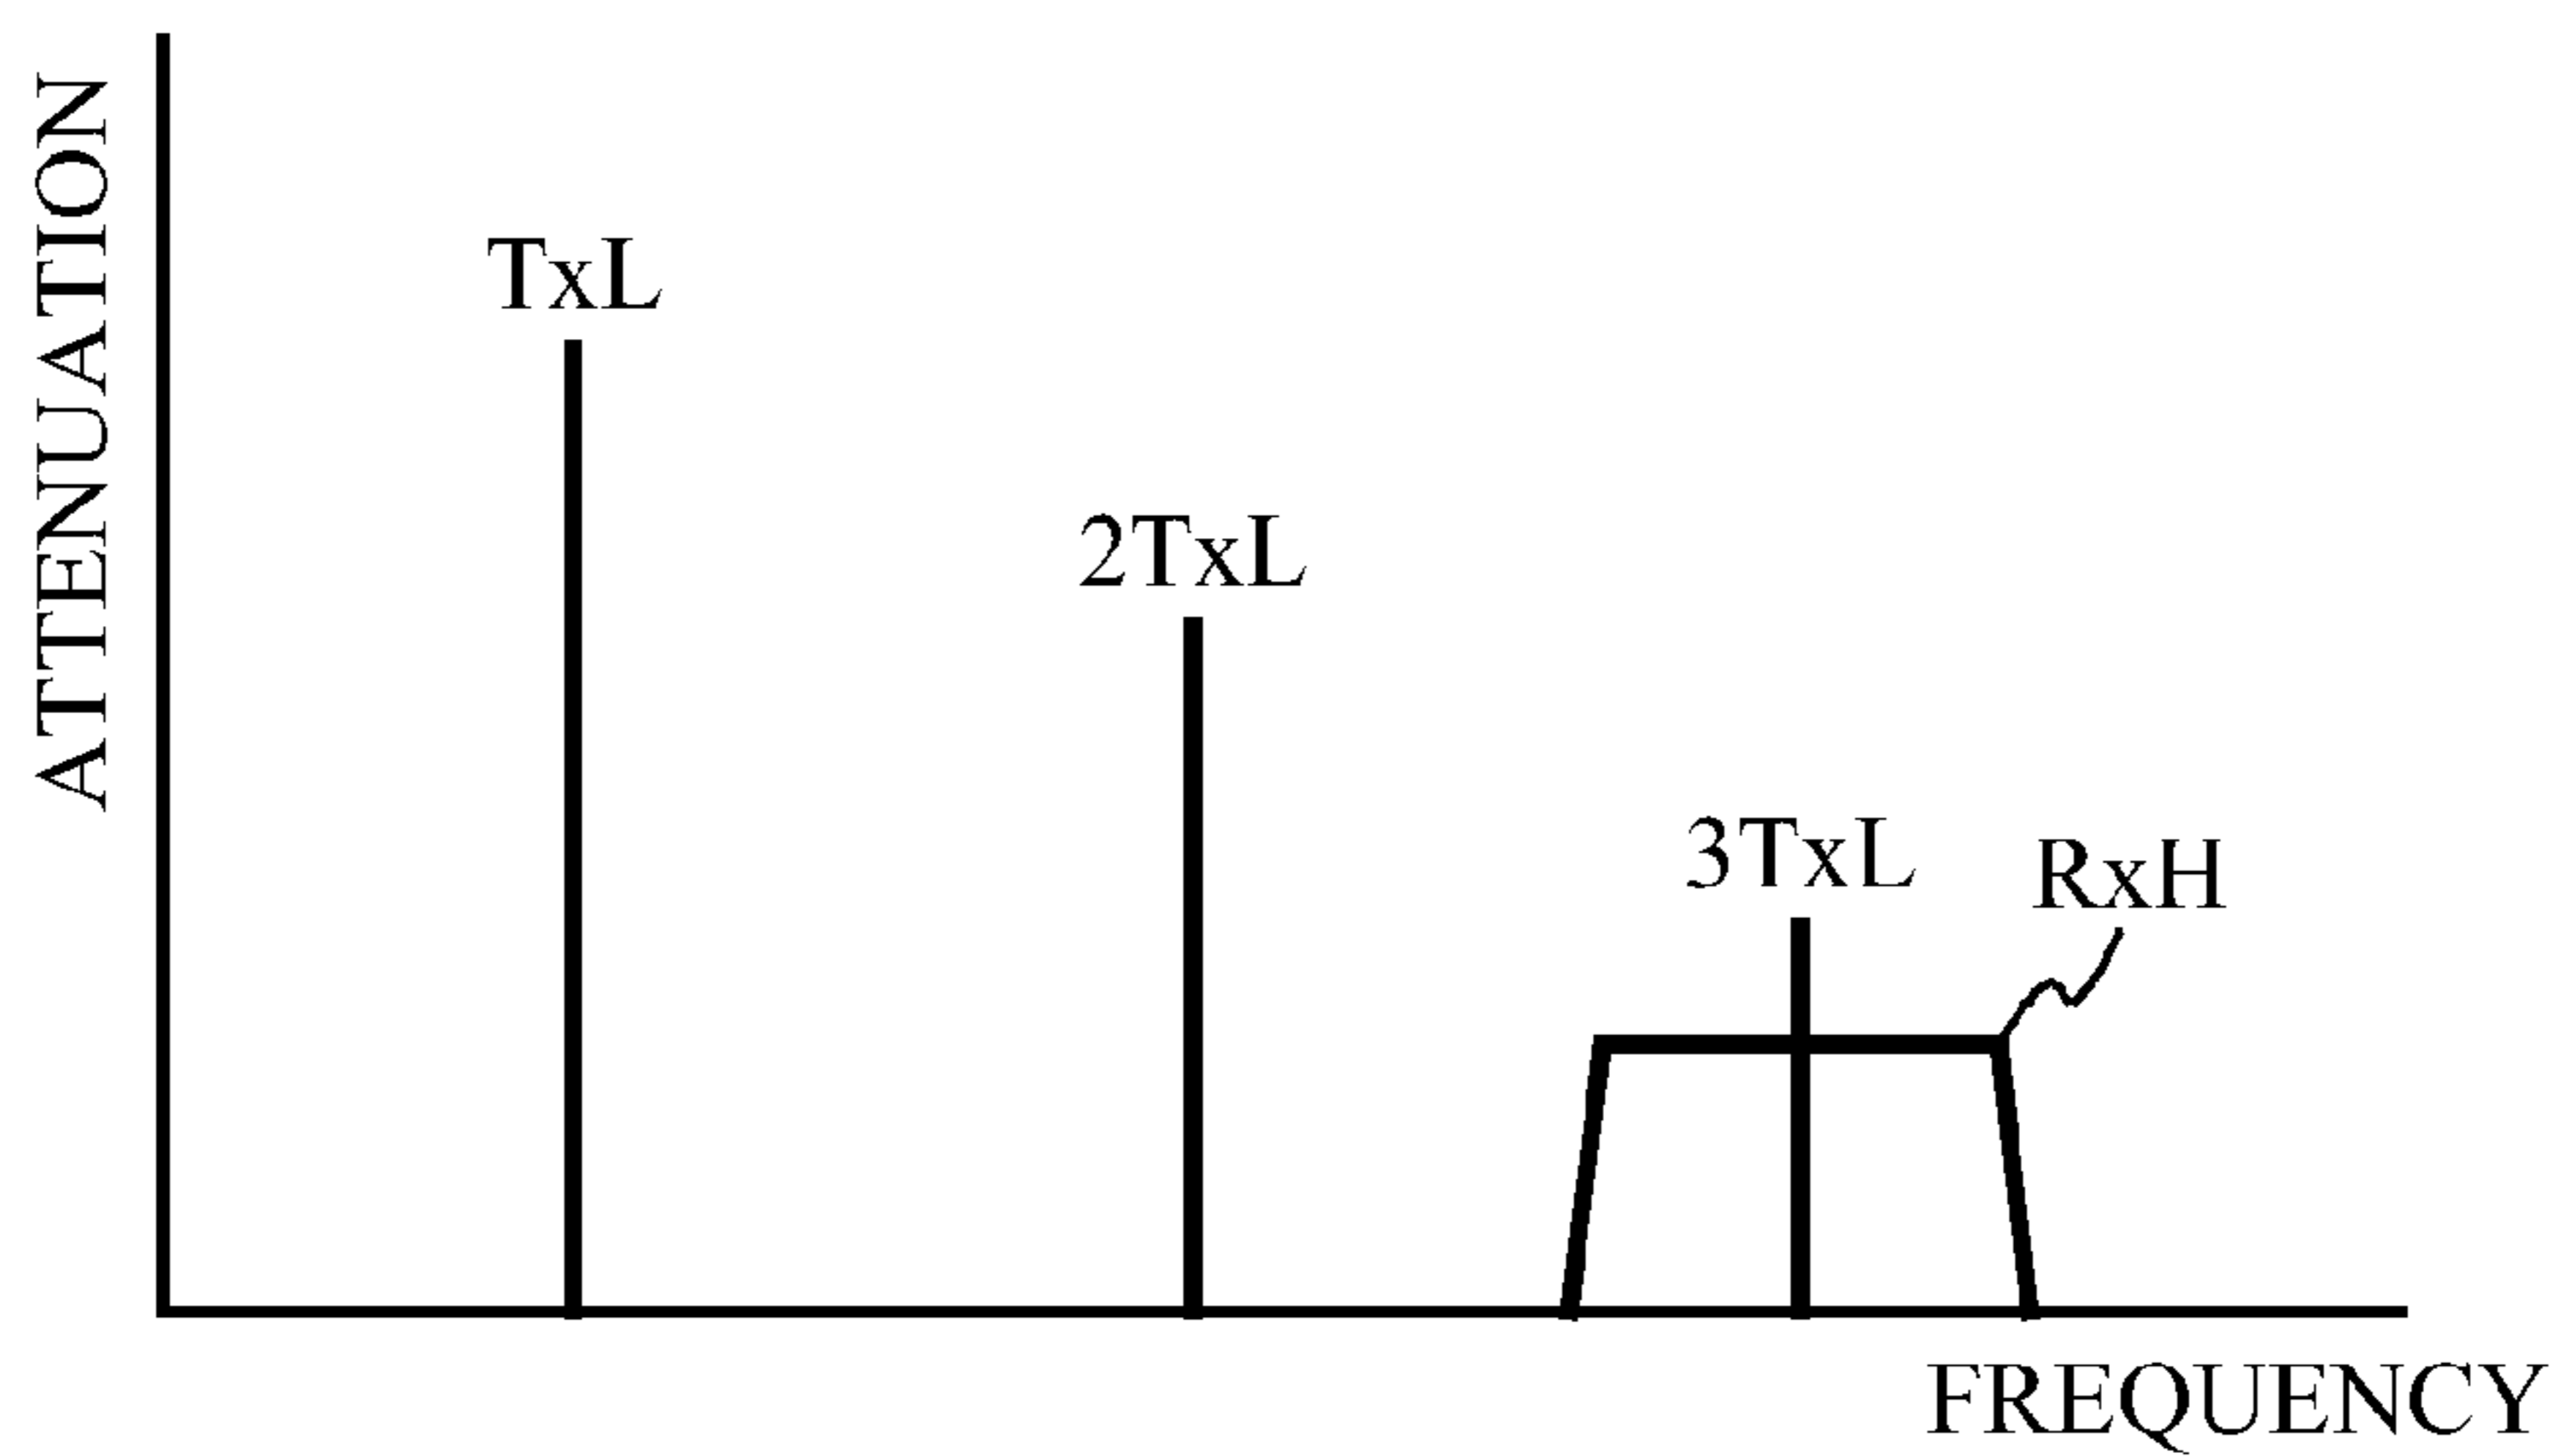 ATTENUATION
TxL
2TxL
3TxL
RxH
FREQUENCY